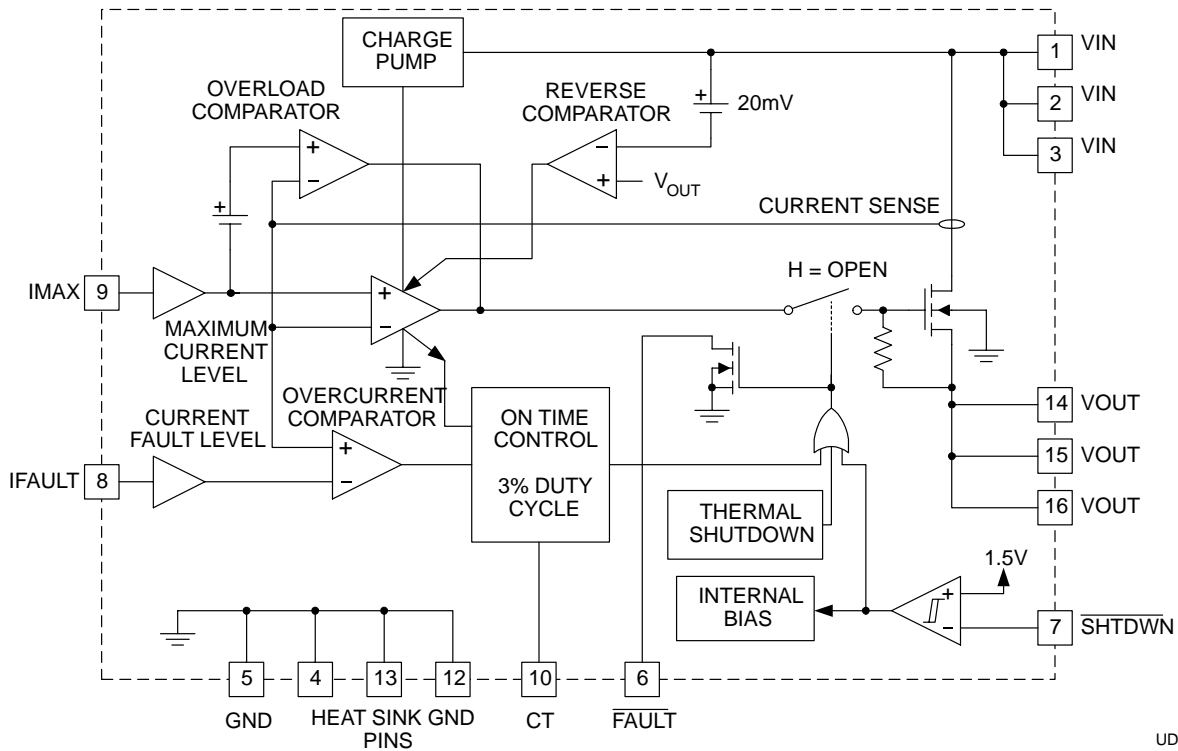 CHARGE
PUMP
1 VIN
OVERLOAD
COMPARATOR
REVERSE
COMPARATOR
+ 20mV
2 VIN
3 VIN
+
−
−
+
VOUT
+
CURRENT SENSE
H = OPEN
IMAX 9
+
−
MAXIMUM
CURRENT
LEVEL
OVERCURRENT
COMPARATOR
CURRENT
FAULT LEVEL
ON TIME
CONTROL
3% DUTY
CYCLE
14 VOUT
15 VOUT
16 VOUT
IFAULT 8
+
−
THERMAL
SHUTDOWN
1.5V
INTERNAL
BIAS
+
−
7 SHTDWN
5 4 13 12 10 6
GND HEAT SINK GND CT FAULT
PINS
UD